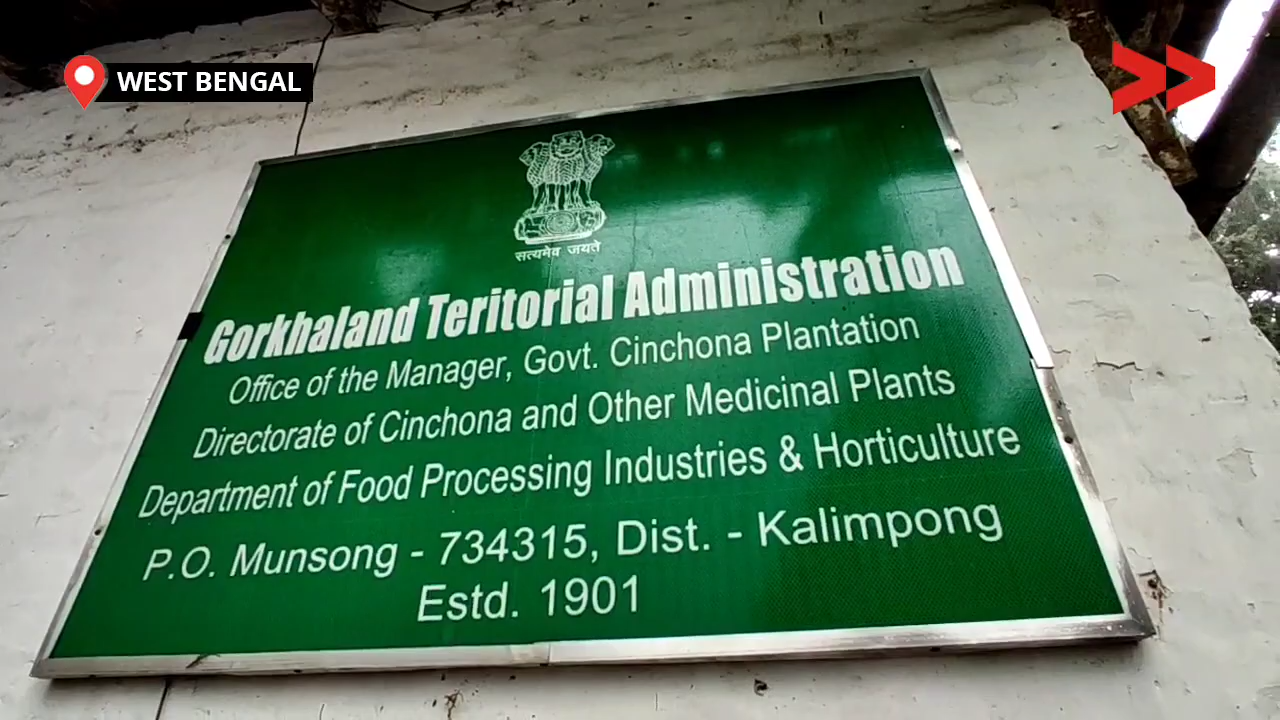 WEST BENGAL
सत्यमेव जयते
Gorkhaland Teritorial Administration
Office of the Manager, Govt. Cinchona Plantation
Directorate of Cinchona and Other Medicinal Plants
Department of Food Processing Industries & Horticulture
P.O. Munsong - 734315, Dist. - Kalimpong
Estd. 1901